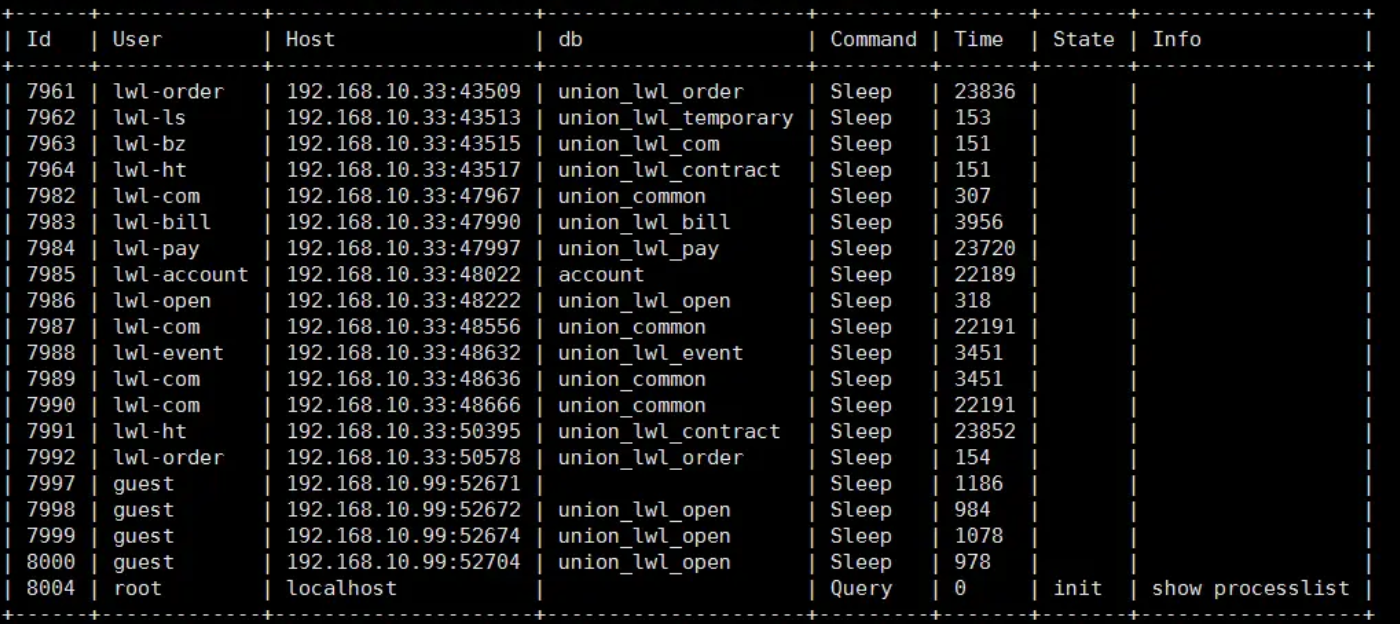 +------+-------------+--------------------+--------------------+---------+-------+-------+------------------+
| Id   | User        | Host               | db                 | Command | Time  | State | Info             |
+------+-------------+--------------------+--------------------+---------+-------+-------+------------------+
| 7961 | lwl-order   | 192.168.10.33:43509 | union_lwl_order     | Sleep   | 23836 |       |                  |
| 7962 | lwl-ls      | 192.168.10.33:43513 | union_lwl_temporary | Sleep   | 153   |       |                  |
| 7963 | lwl-bz      | 192.168.10.33:43515 | union_lwl_com       | Sleep   | 151   |       |                  |
| 7964 | lwl-ht      | 192.168.10.33:43517 | union_lwl_contract  | Sleep   | 151   |       |                  |
| 7982 | lwl-com     | 192.168.10.33:47967 | union_common        | Sleep   | 307   |       |                  |
| 7983 | lwl-bill    | 192.168.10.33:47990 | union_lwl_bill      | Sleep   | 3956  |       |                  |
| 7984 | lwl-pay     | 192.168.10.33:47997 | union_lwl_pay       | Sleep   | 23720 |       |                  |
| 7985 | lwl-account | 192.168.10.33:48022 | account             | Sleep   | 22189 |       |                  |
| 7986 | lwl-open    | 192.168.10.33:48222 | union_lwl_open      | Sleep   | 318   |       |                  |
| 7987 | lwl-com     | 192.168.10.33:48556 | union_common        | Sleep   | 22191 |       |                  |
| 7988 | lwl-event   | 192.168.10.33:48632 | union_lwl_event     | Sleep   | 3451  |       |                  |
| 7989 | lwl-com     | 192.168.10.33:48636 | union_common        | Sleep   | 3451  |       |                  |
| 7990 | lwl-com     | 192.168.10.33:48666 | union_common        | Sleep   | 22191 |       |                  |
| 7991 | lwl-ht      | 192.168.10.33:50395 | union_lwl_contract  | Sleep   | 23852 |       |                  |
| 7992 | lwl-order   | 192.168.10.33:50578 | union_lwl_order     | Sleep   | 154   |       |                  |
| 7997 | guest       | 192.168.10.99:52671 |                     | Sleep   | 1186  |       |                  |
| 7998 | guest       | 192.168.10.99:52672 | union_lwl_open      | Sleep   | 984   |       |                  |
| 7999 | guest       | 192.168.10.99:52674 | union_lwl_open      | Sleep   | 1078  |       |                  |
| 8000 | guest       | 192.168.10.99:52704 | union_lwl_open      | Sleep   | 978   |       |                  |
| 8004 | root        | localhost           |                     | Query   | 0     | init  | show processlist |
+------+-------------+--------------------+--------------------+---------+-------+-------+------------------+